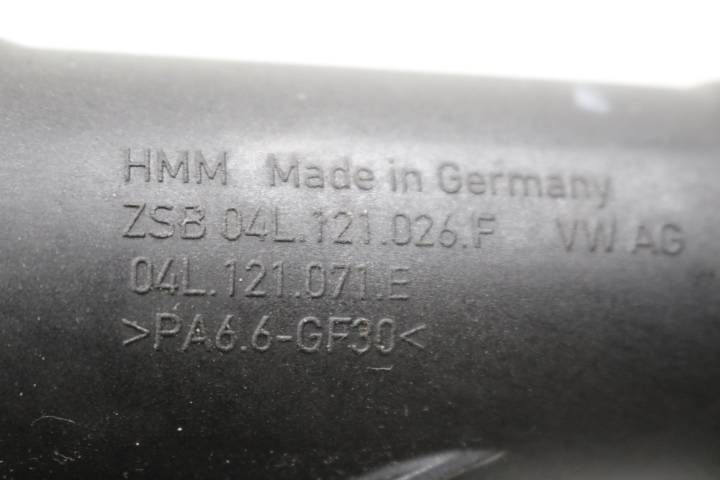 HMM Made in Germany
ZSB 04L.121.026.F VW AG
04L.121.071.E
>PA6.6-GF30<